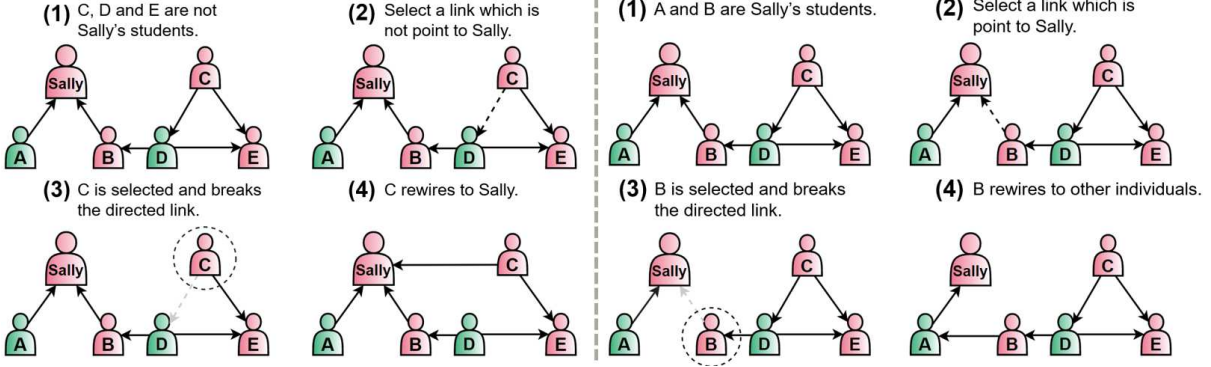 (1) C, D and E are not
Sally's students.
Sally
C
A
B
D
E
(2) Select a link which is
not point to Sally.
Sally
C
A
B
D
E
(3) C is selected and breaks
the directed link.
Sally
C
A
B
D
E
(4) C rewires to Sally.
Sally
C
A
B
D
E
(1) A and B are Sally's students.
Sally
C
A
B
D
E
(2) Select a link which is
point to Sally.
Sally
C
A
B
D
E
(3) B is selected and breaks
the directed link.
Sally
C
A
B
D
E
(4) B rewires to other individuals.
Sally
C
A
B
D
E